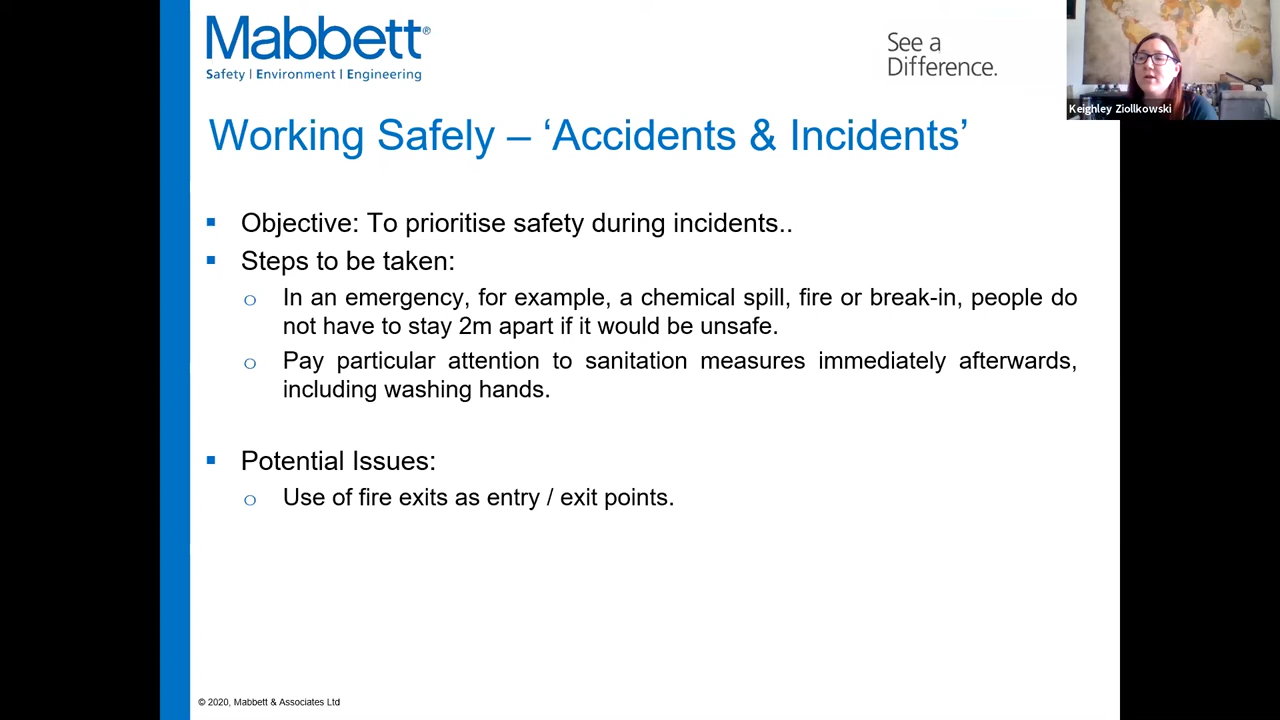 Mabbett®
Safety | Environment | Engineering
See a
Difference.
Keighley Ziollkowski
Working Safely – ‘Accidents & Incidents’
Objective: To prioritise safety during incidents..
Steps to be taken:
In an emergency, for example, a chemical spill, fire or break-in, people do
not have to stay 2m apart if it would be unsafe.
Pay particular attention to sanitation measures immediately afterwards,
including washing hands.
Potential Issues:
Use of fire exits as entry / exit points.
© 2020, Mabbett & Associates Ltd